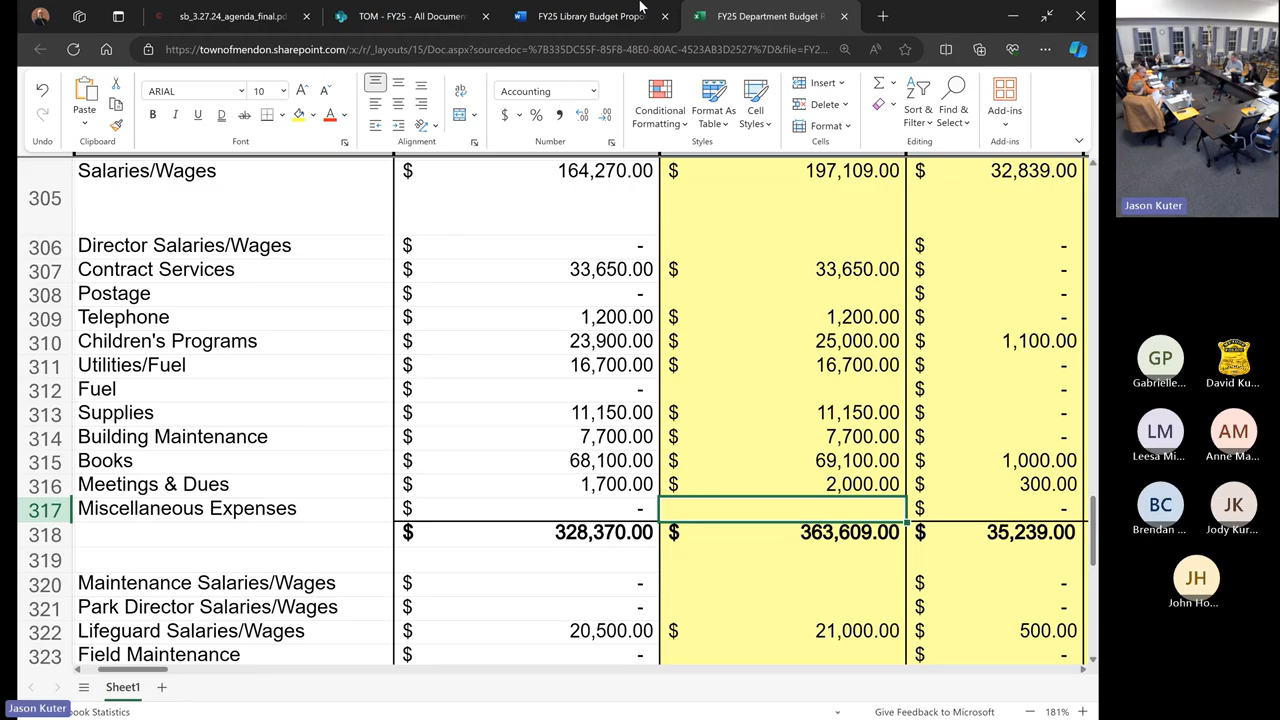 sb_3.27.24_agenda_final.pd
TOM - FY25 - All Documen
FY25 Library Budget Propo
FY25 Department Budget R
https://townofmendon.sharepoint.com/:x:/r/_layouts/15/Doc.aspx?sourcedoc=%7B335DC55F-85F8-48E0-80AC-4523AB3D2527%7D&file=FY2...
Paste
ARIAL
10
Accounting
Conditional Formatting
Format As Table
Cell Styles
Insert
Delete
Format
Sort & Filter
Find & Select
Add-ins
Undo
Clipboard
Font
Alignment
Number
Styles
Cells
Editing
Add-ins
305 Salaries/Wages $ 164,270.00 $ 197,109.00 $ 32,839.00
306 Director Salaries/Wages $ - $ -
307 Contract Services $ 33,650.00 $ 33,650.00 $ -
308 Postage $ - $ -
309 Telephone $ 1,200.00 $ 1,200.00 $ -
310 Children's Programs $ 23,900.00 $ 25,000.00 $ 1,100.00
311 Utilities/Fuel $ 16,700.00 $ 16,700.00 $ -
312 Fuel $ - $ -
313 Supplies $ 11,150.00 $ 11,150.00 $ -
314 Building Maintenance $ 7,700.00 $ 7,700.00 $ -
315 Books $ 68,100.00 $ 69,100.00 $ 1,000.00
316 Meetings & Dues $ 1,700.00 $ 2,000.00 $ 300.00
317 Miscellaneous Expenses $ - $ -
318 $ 328,370.00 $ 363,609.00 $ 35,239.00
319
320 Maintenance Salaries/Wages $ - $ -
321 Park Director Salaries/Wages $ - $ -
322 Lifeguard Salaries/Wages $ 20,500.00 $ 21,000.00 $ 500.00
323 Field Maintenance $ - $ -
Sheet1
Jason Kuter
book Statistics
Give Feedback to Microsoft
181%
Jason Kuter
GP
Gabrielle...
David Ku...
LM
Leesa Mi...
AM
Anne Ma...
BC
Brendan ...
JK
Jody Kur...
JH
John Ho...